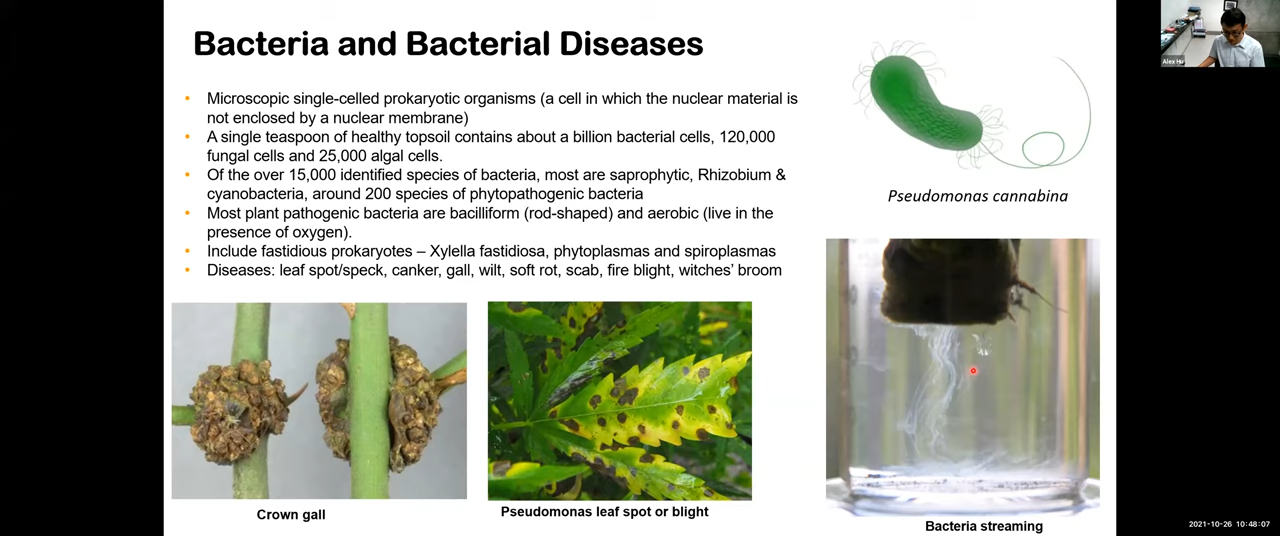 Bacteria and Bacterial Diseases
• Microscopic single-celled prokaryotic organisms (a cell in which the nuclear material is
not enclosed by a nuclear membrane)
• A single teaspoon of healthy topsoil contains about a billion bacterial cells, 120,000
fungal cells and 25,000 algal cells.
• Of the over 15,000 identified species of bacteria, most are saprophytic, Rhizobium &
cyanobacteria, around 200 species of phytopathogenic bacteria
• Most plant pathogenic bacteria are bacilliform (rod-shaped) and aerobic (live in the
presence of oxygen).
• Include fastidious prokaryotes – Xylella fastidiosa, phytoplasmas and spiroplasmas
• Diseases: leaf spot/speck, canker, gall, wilt, soft rot, scab, fire blight, witches’ broom
Pseudomonas cannabina
Crown gall
Pseudomonas leaf spot or blight
Bacteria streaming
Alex Hu
2021-10-26 10:48:07